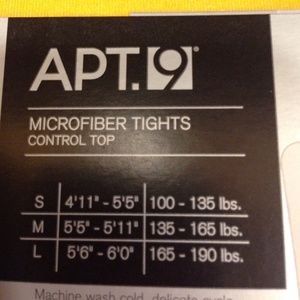 APT.9®
MICROFIBER TIGHTS
CONTROL TOP
S 4'11" - 5'5" 100 - 135 lbs.
M 5'5" - 5'11" 135 - 165 lbs.
L 5'6" - 6'0" 165 - 190 lbs.
Machine wash cold, delicate